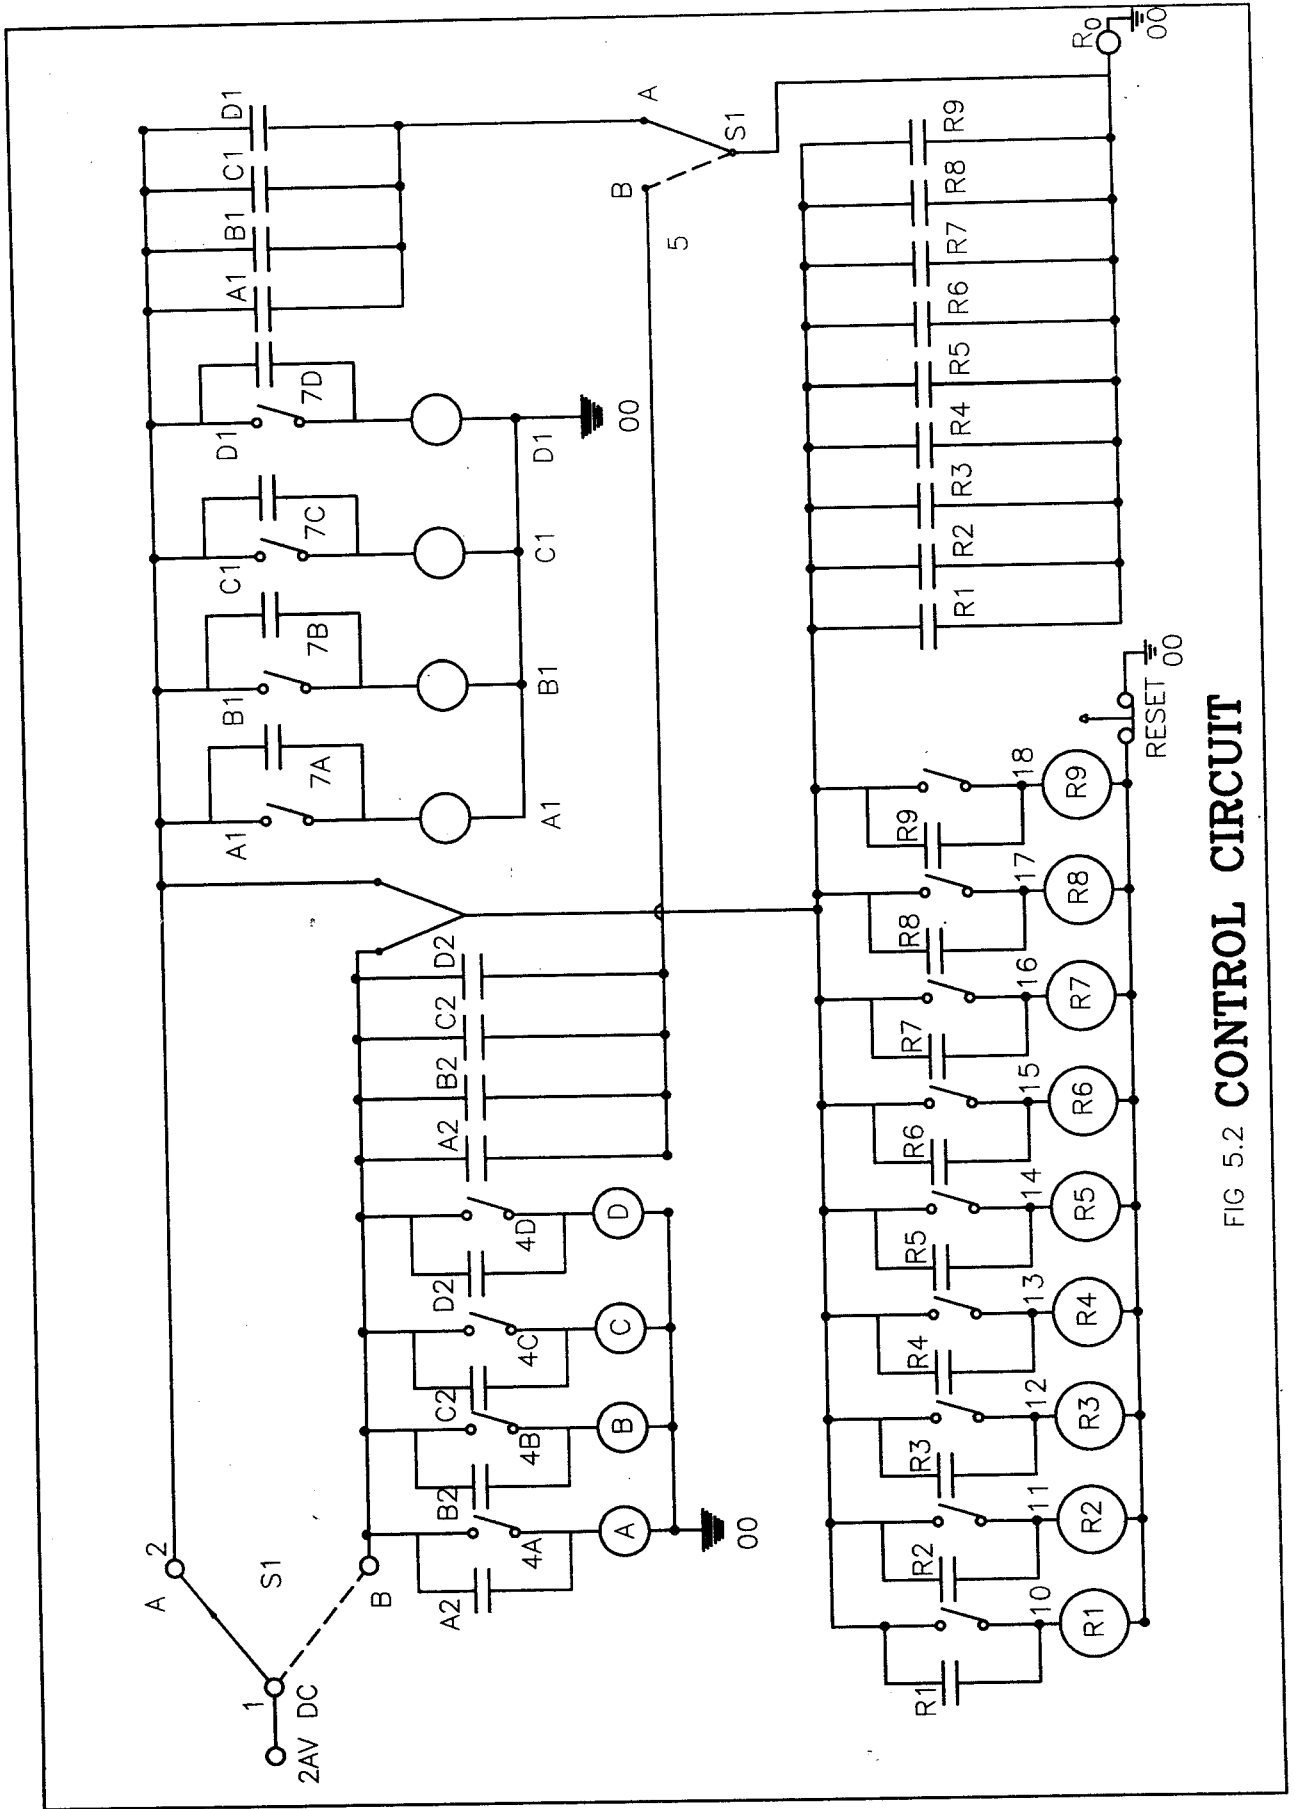 2AV DC
1
A
2
S1
B
A1
7A
A1
B1
7B
B1
C1
7C
C1
D1
7D
D1
00
A1
B1
C1
D1
A2
4A
A
B2
4B
B
C2
4C
C
D2
4D
D
00
A2
B2
C2
D2
5
B
A
S1
R1
10
R1
R2
11
R2
R3
12
R3
R4
13
R4
R5
14
R5
R6
15
R6
R7
16
R7
R8
17
R8
R9
18
R9
RESET
00
R1
R2
R3
R4
R5
R6
R7
R8
R9
R0
00
FIG 5.2 CONTROL CIRCUIT